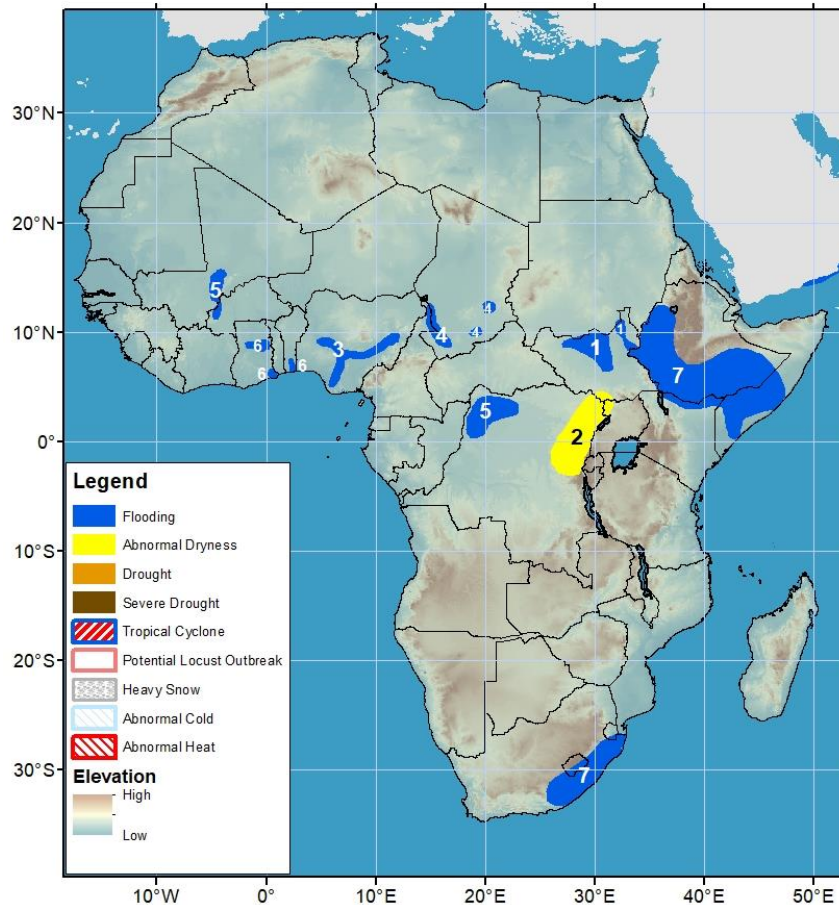 30°N
20°N
10°N
0°
10°S
20°S
30°S
5
6
6
6
3
4
4
4
1
1
7
5
2
7
Legend
Flooding
Abnormal Dryness
Drought
Severe Drought
Tropical Cyclone
Potential Locust Outbreak
Heavy Snow
Abnormal Cold
Abnormal Heat
Elevation
High
Low
10°W
0°
10°E
20°E
30°E
40°E
50°E